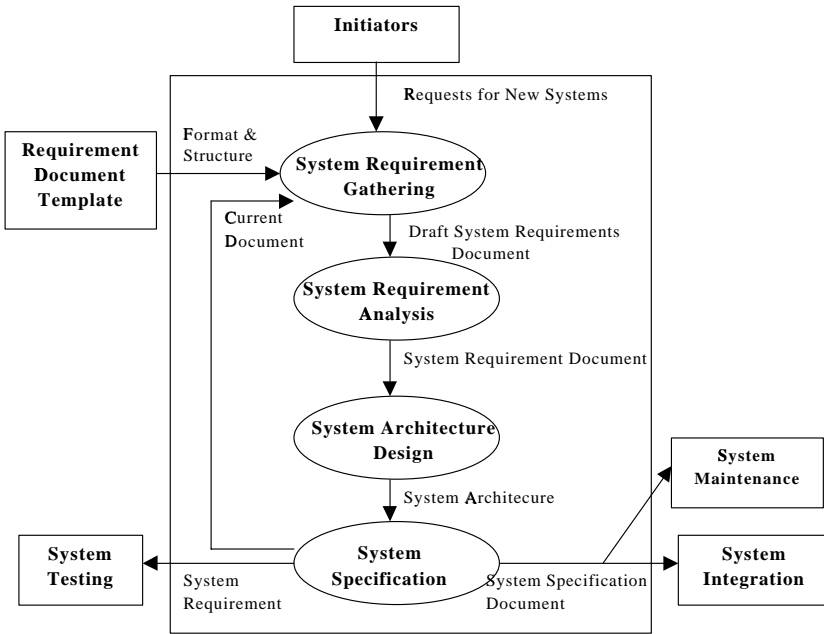 Initiators
Requests for New Systems
Format &
Structure
Requirement
Document
Template
System Requirement
Gathering
Current
Document
Draft System Requirements
Document
System Requirement
Analysis
System Requirement Document
System Architecture
Design
System Architecure
System
Maintenance
System
Specification
System
Testing
System
Requirement
System Specification
Document
System
Integration